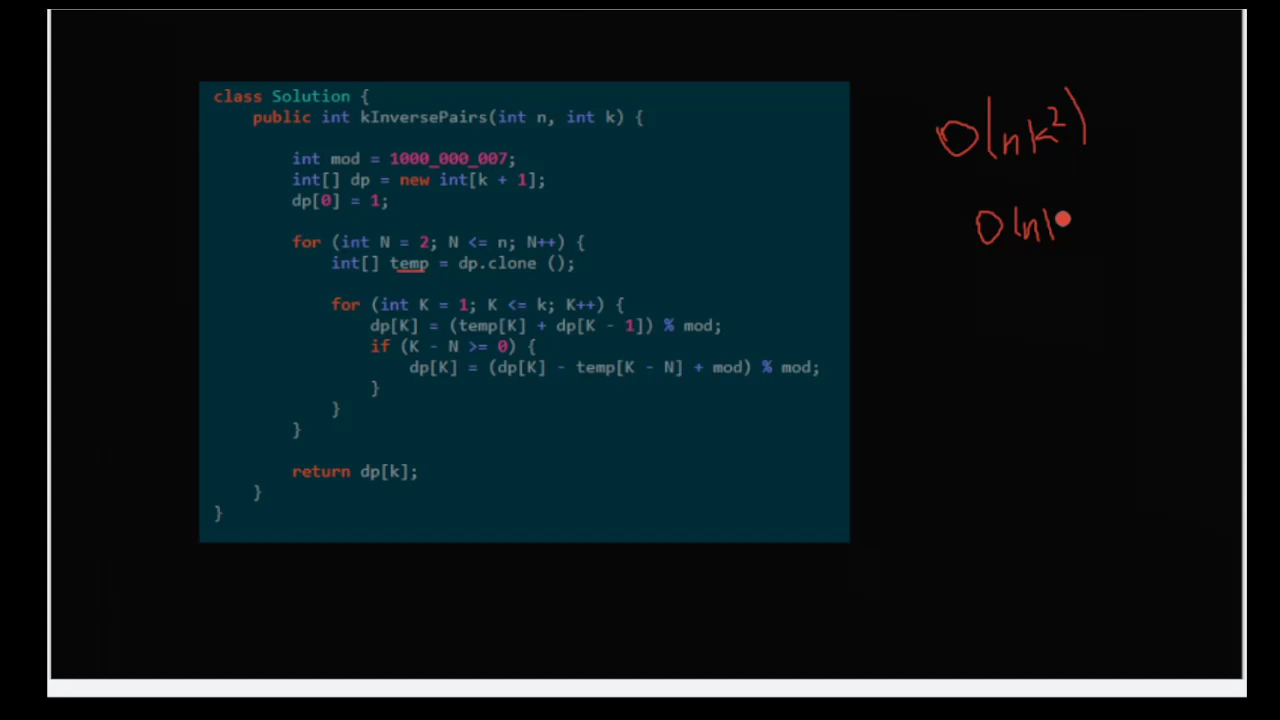 class Solution {
public int kInversePairs(int n, int k) {
int mod = 1000_000_007;
int[] dp = new int[k + 1];
dp[0] = 1;
for (int N = 2; N <= n; N++) {
int[] temp = dp.clone ();
for (int K = 1; K <= k; K++) {
dp[K] = (temp[K] + dp[K - 1]) % mod;
if (K - N >= 0) {
dp[K] = (dp[K] - temp[K - N] + mod) % mod;
}
}
}
return dp[k];
}
}
O(nk²)
O(n